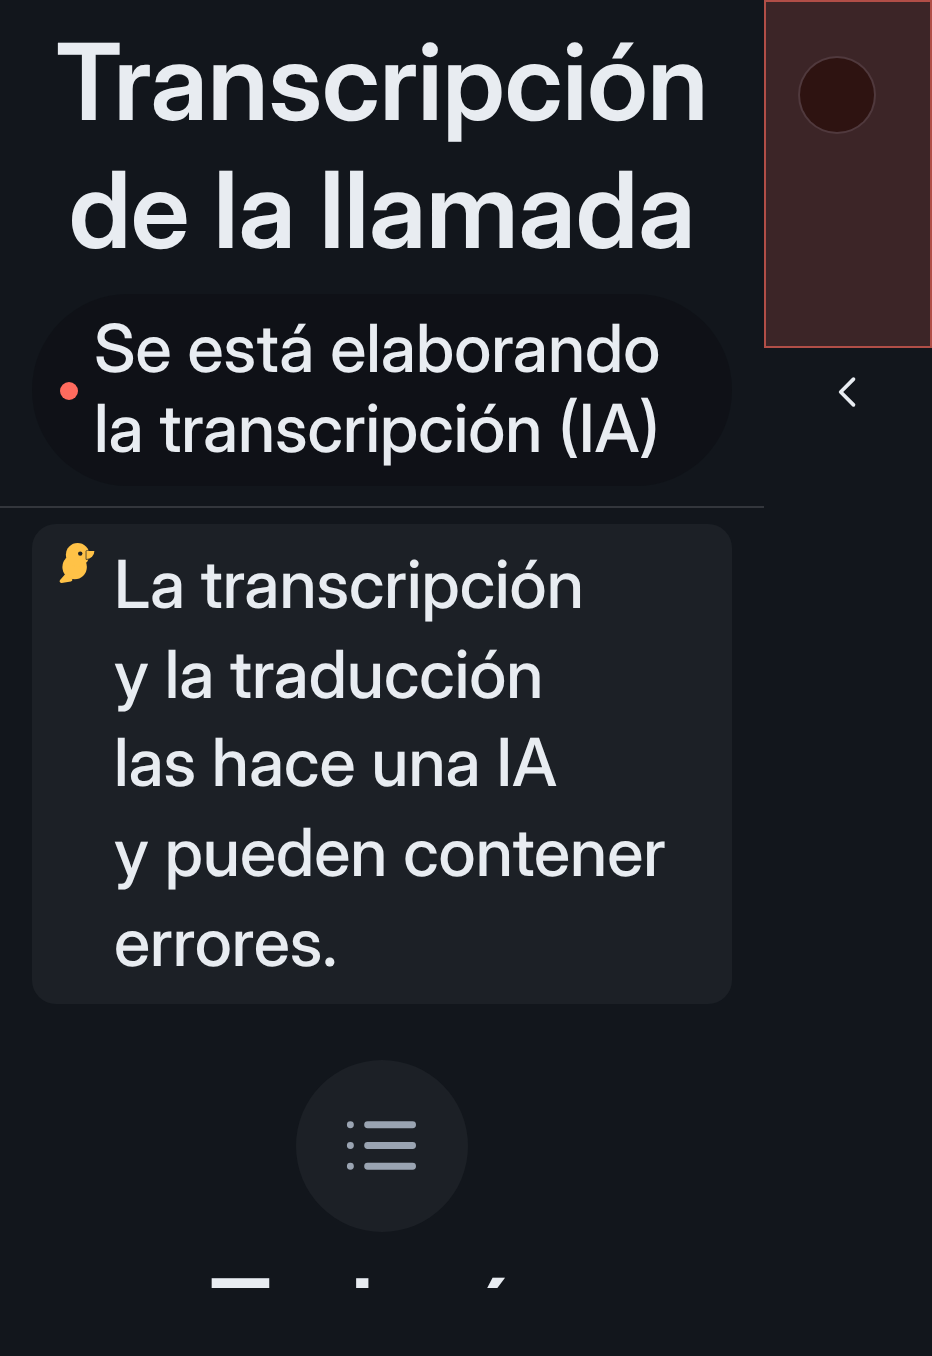 Transcripción
de la llamada
Se está elaborando
la transcripción (IA)
La transcripción
y la traducción
las hace una IA
y pueden contener
errores.